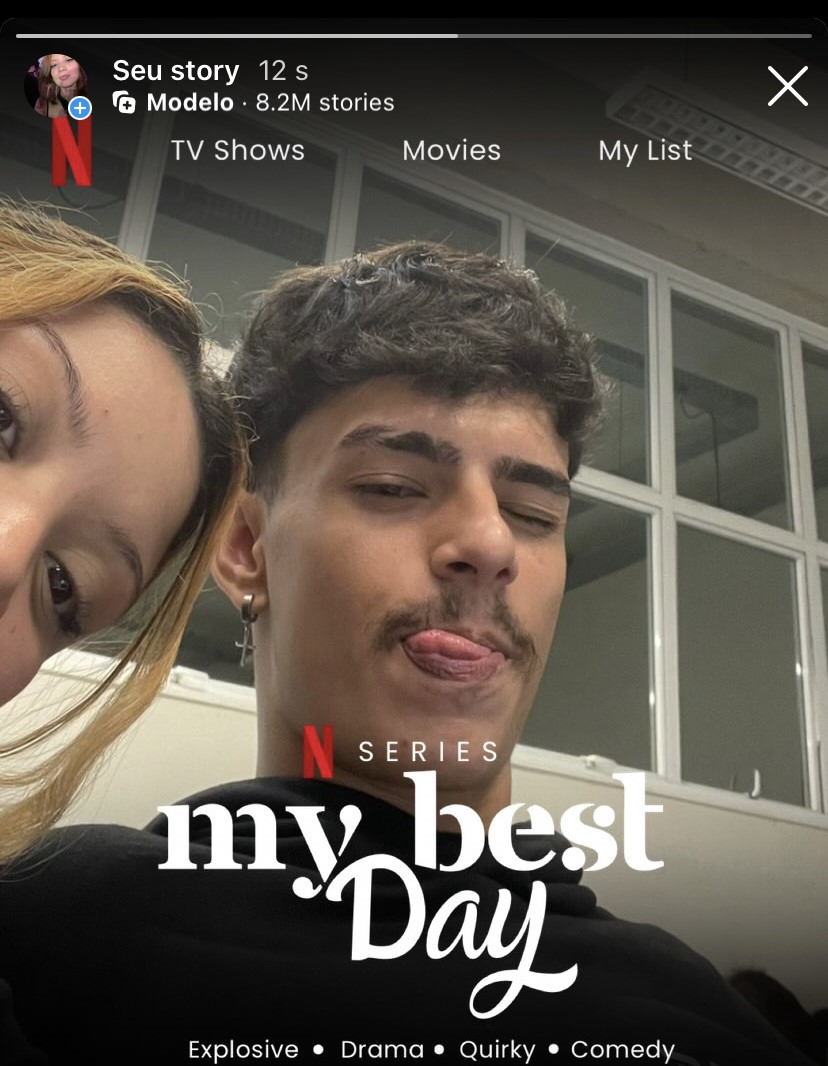 Seu story 12 s
Modelo · 8.2M stories
N TV Shows Movies My List
N SERIES
my best
Day
Explosive • Drama • Quirky • Comedy